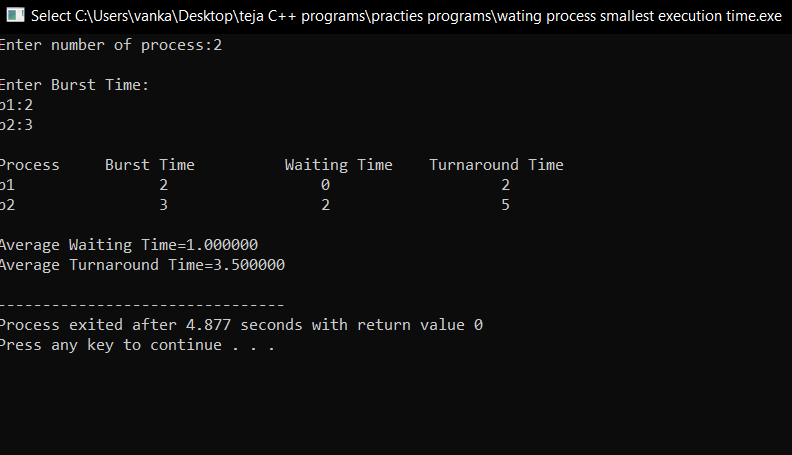 Select C:\Users\vanka\Desktop\teja C++ programs\practies programs\wating process smallest execution time.exe
Enter number of process:2
Enter Burst Time:
p1:2
p2:3
Process Burst Time Waiting Time Turnaround Time
p1 2 0 2
p2 3 2 5
Average Waiting Time=1.000000
Average Turnaround Time=3.500000
--------------------------------
Process exited after 4.877 seconds with return value 0
Press any key to continue . . .